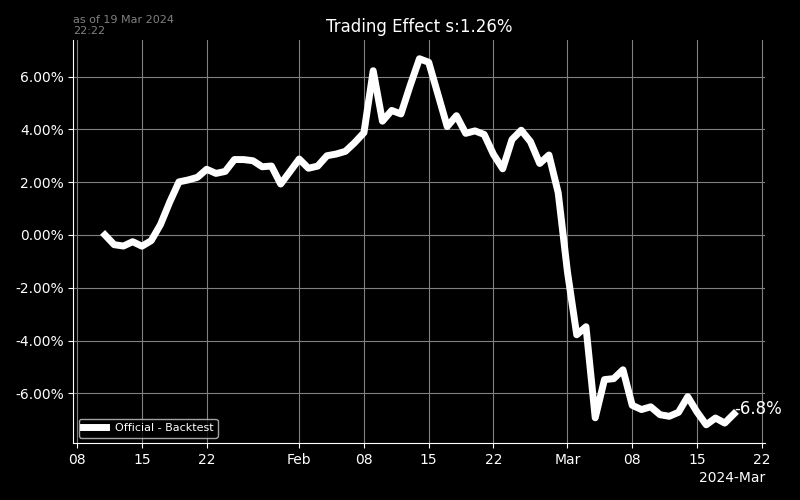 as of 19 Mar 2024
22:22
Trading Effect s:1.26%
6.00%
4.00%
2.00%
0.00%
-2.00%
-4.00%
-6.00%
-6.8%
Official - Backtest
08 15 22 Feb 08 15 22 Mar 08 15 22
2024-Mar